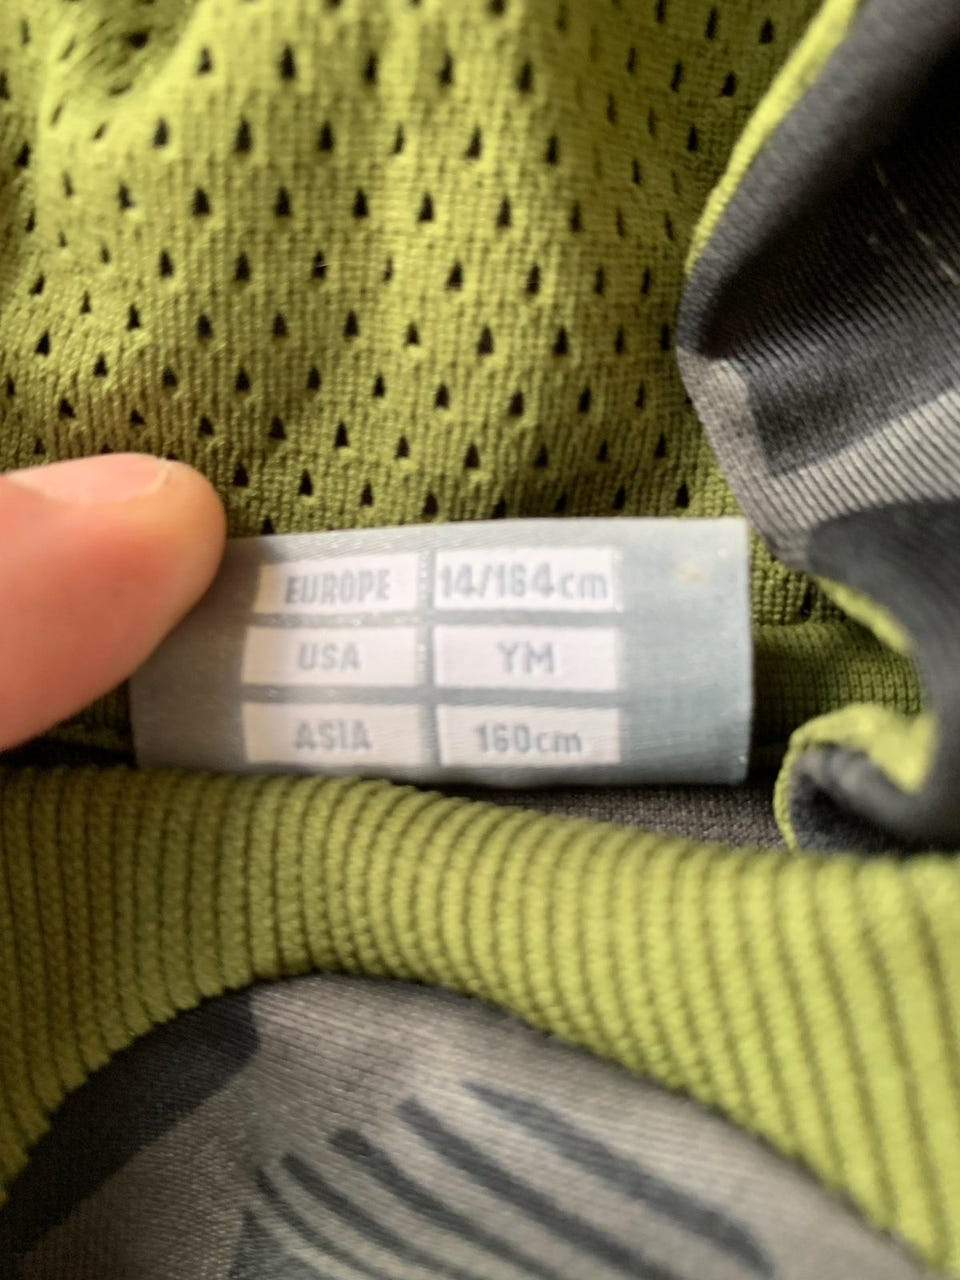 EUROPE 14/164cm
USA YM
ASIA 160cm